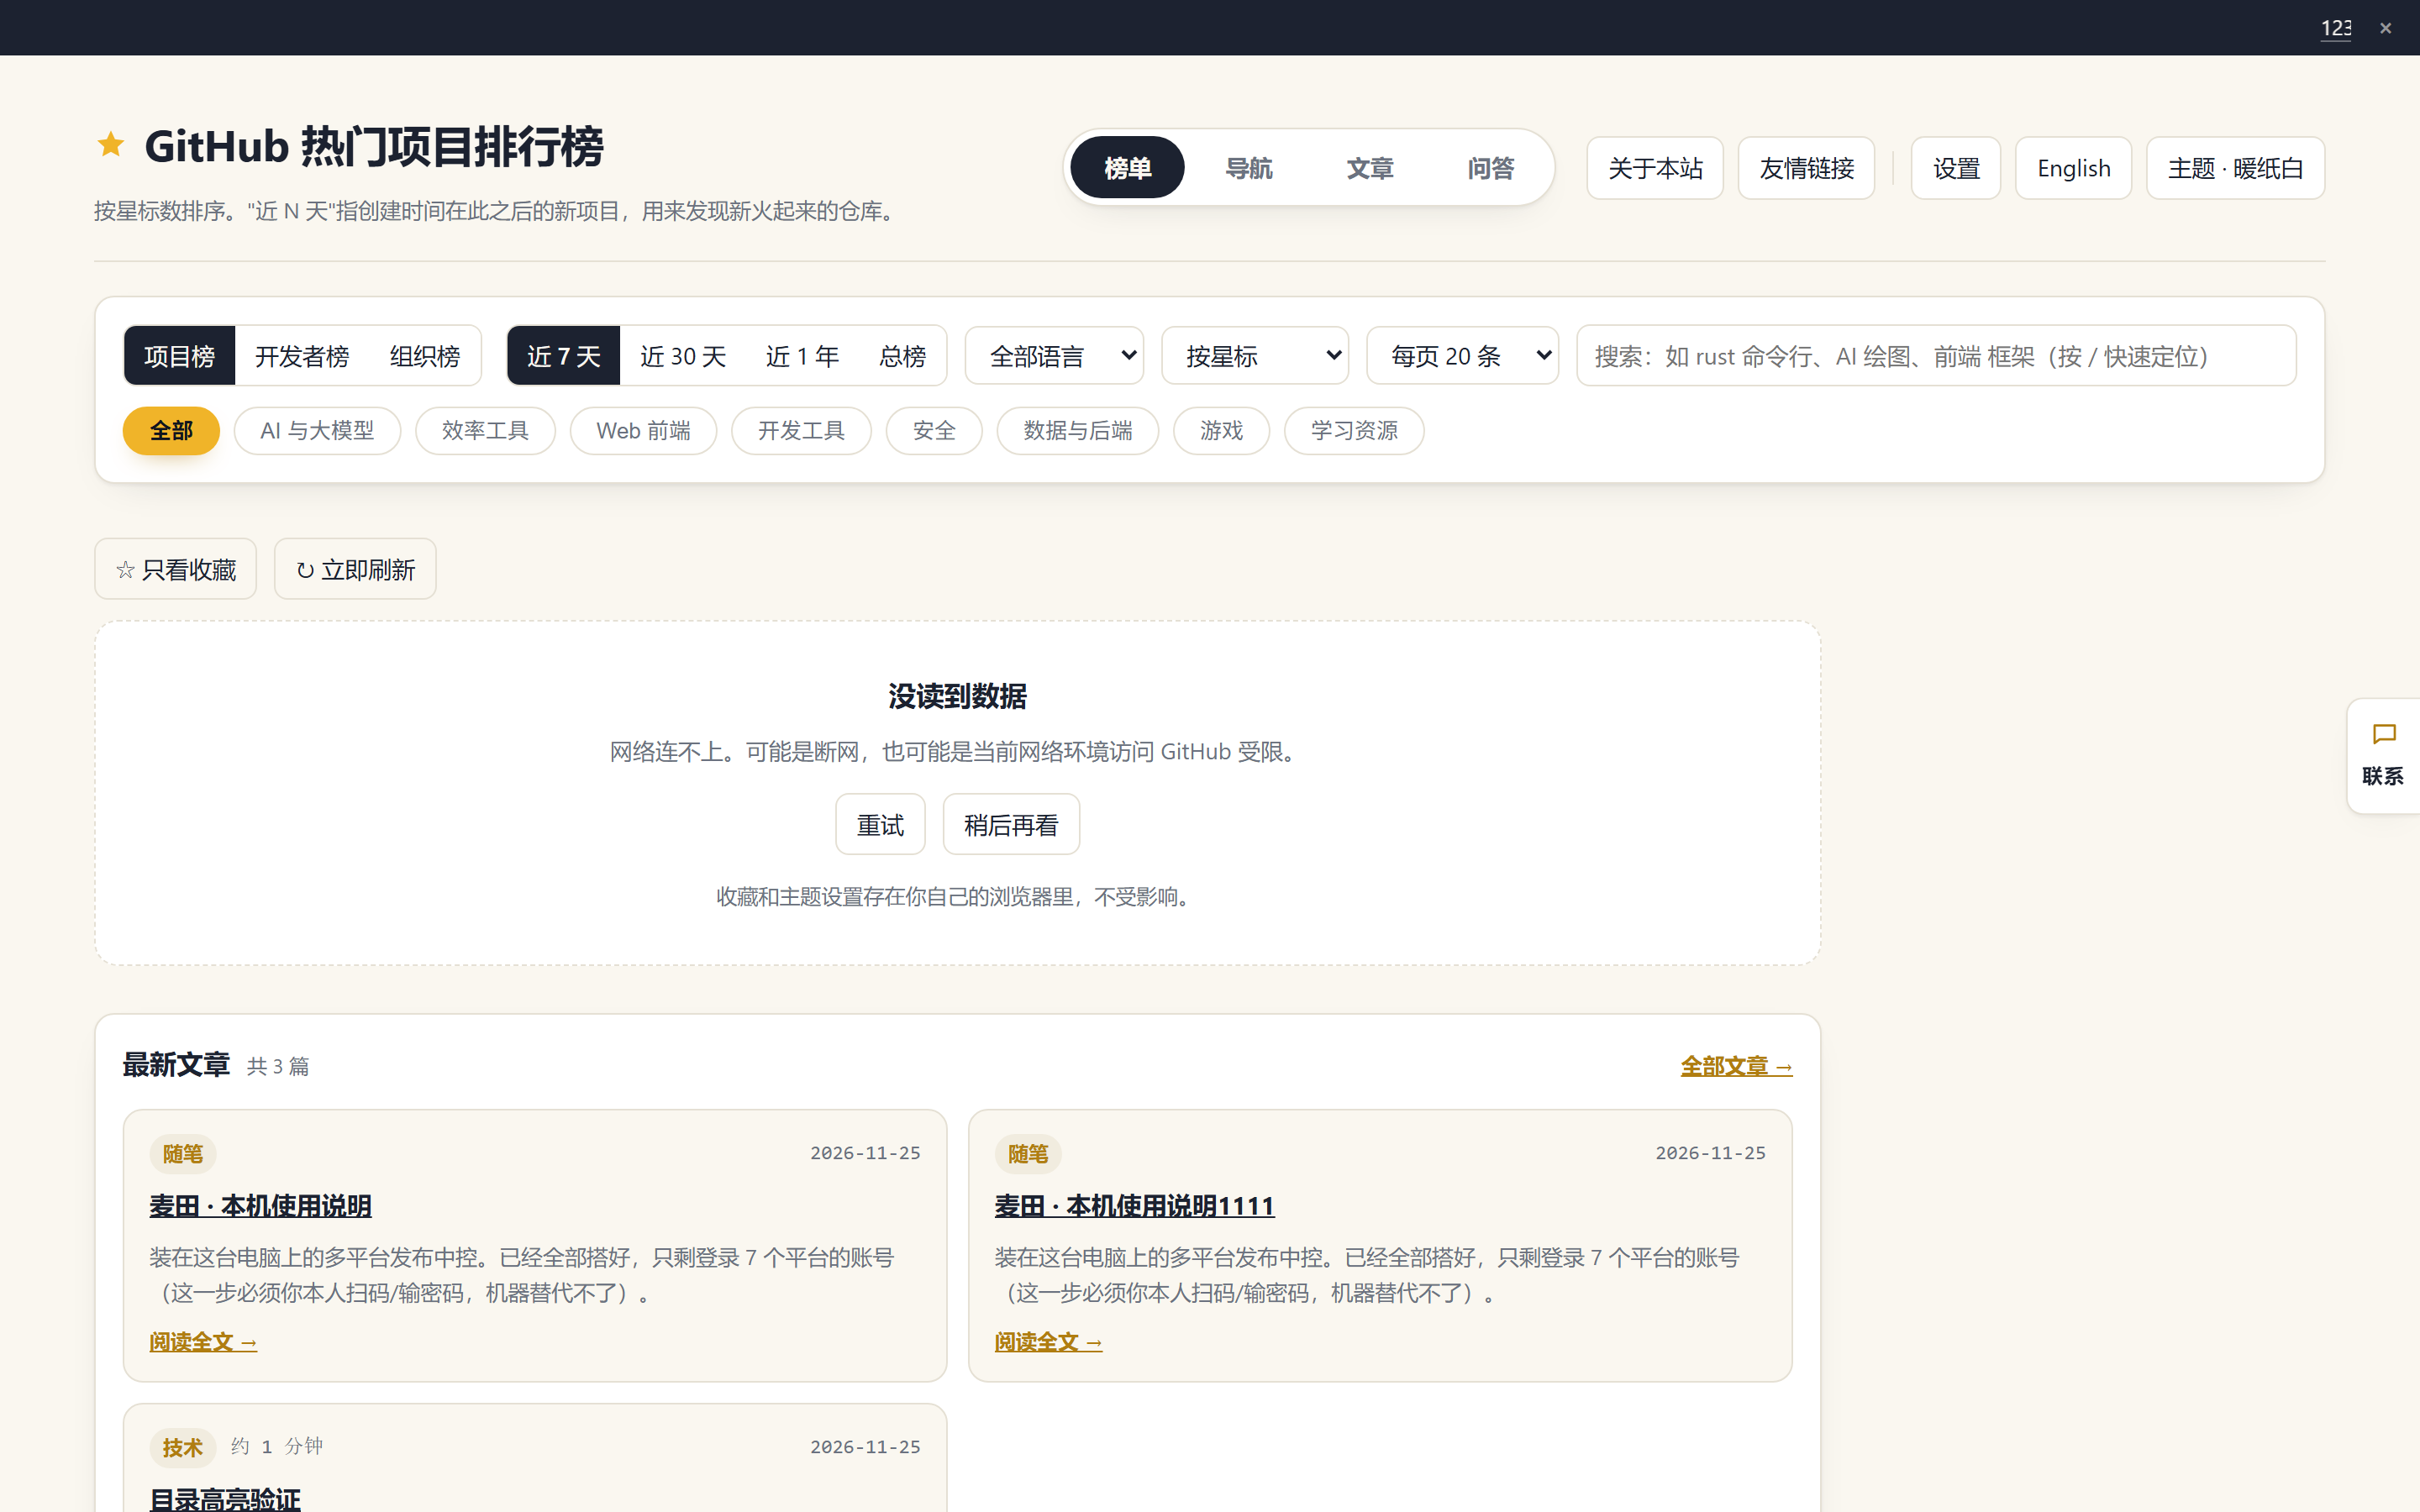 123 ×
GitHub 热门项目排行榜
按星标数排序。"近 N 天"指创建时间在此之后的新项目，用来发现新火起来的仓库。
榜单 导航 文章 问答 关于本站 友情链接 设置 English 主题 · 暖纸白
项目榜 开发者榜 组织榜 近 7 天 近 30 天 近 1 年 总榜 全部语言 按星标 每页 20 条 搜索：如 rust 命令行、AI 绘图、前端 框架（按 / 快速定位）
全部 AI 与大模型 效率工具 Web 前端 开发工具 安全 数据与后端 游戏 学习资源
☆ 只看收藏 ↻ 立即刷新
没读到数据
网络连不上。可能是断网，也可能是当前网络环境访问 GitHub 受限。
重试 稍后再看
收藏和主题设置存在你自己的浏览器里，不受影响。
联系
最新文章 共 3 篇 全部文章 →
随笔 2026-11-25
麦田 · 本机使用说明
装在这台电脑上的多平台发布中控。已经全部搭好，只剩登录 7 个平台的账号
（这一步必须你本人扫码/输密码，机器替代不了）。
阅读全文 →
随笔 2026-11-25
麦田 · 本机使用说明1111
装在这台电脑上的多平台发布中控。已经全部搭好，只剩登录 7 个平台的账号
（这一步必须你本人扫码/输密码，机器替代不了）。
阅读全文 →
技术 约 1 分钟 2026-11-25
目录高亮验证